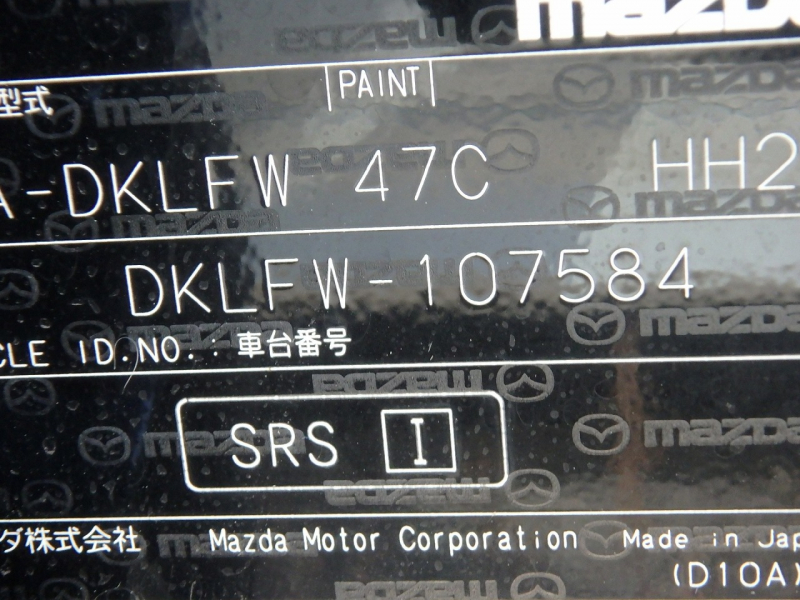 mazda
型式
PAINT
A-DKLFW 47C HH2
DKLFW-107584
CLE ID.NO.:車台番号
SRS I
ダ株式会社 Mazda Motor Corporation Made in Jap
(D10A)